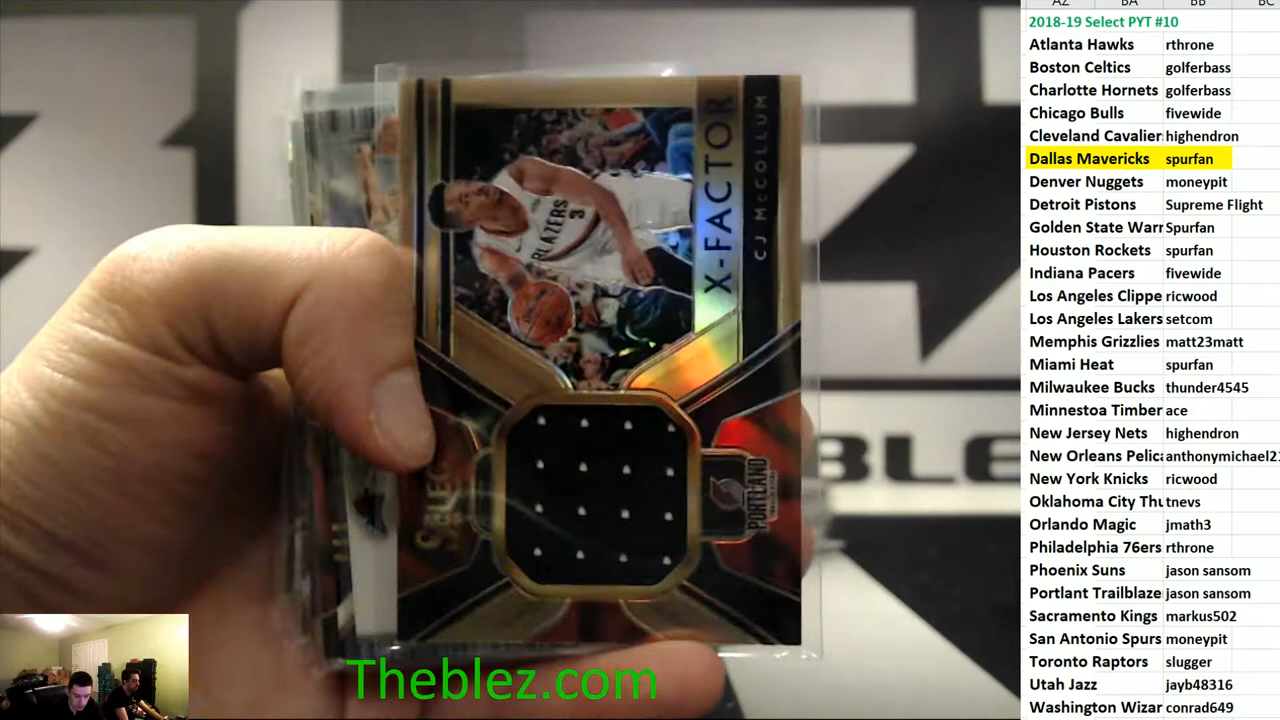 X-FACTOR
CJ McCOLLUM
BLAZERS
3
SELECT
PORTLAND
BLE
Theblez.com
AZ BA BB BC
2018-19 Select PYT #10
Atlanta Hawks rthrone
Boston Celtics golferbass
Charlotte Hornets golferbass
Chicago Bulls fivewide
Cleveland Cavalier highendron
Dallas Mavericks spurfan
Denver Nuggets moneypit
Detroit Pistons Supreme Flight
Golden State Warr Spurfan
Houston Rockets spurfan
Indiana Pacers fivewide
Los Angeles Clippe ricwood
Los Angeles Lakers setcom
Memphis Grizzlies matt23matt
Miami Heat spurfan
Milwaukee Bucks thunder4545
Minnestoa Timber ace
New Jersey Nets highendron
New Orleans Pelica anthonymichael21
New York Knicks ricwood
Oklahoma City Thu tnevs
Orlando Magic jmath3
Philadelphia 76ers rthrone
Phoenix Suns jason sansom
Portlant Trailblaze jason sansom
Sacramento Kings markus502
San Antonio Spurs moneypit
Toronto Raptors slugger
Utah Jazz jayb48316
Washington Wizar conrad649